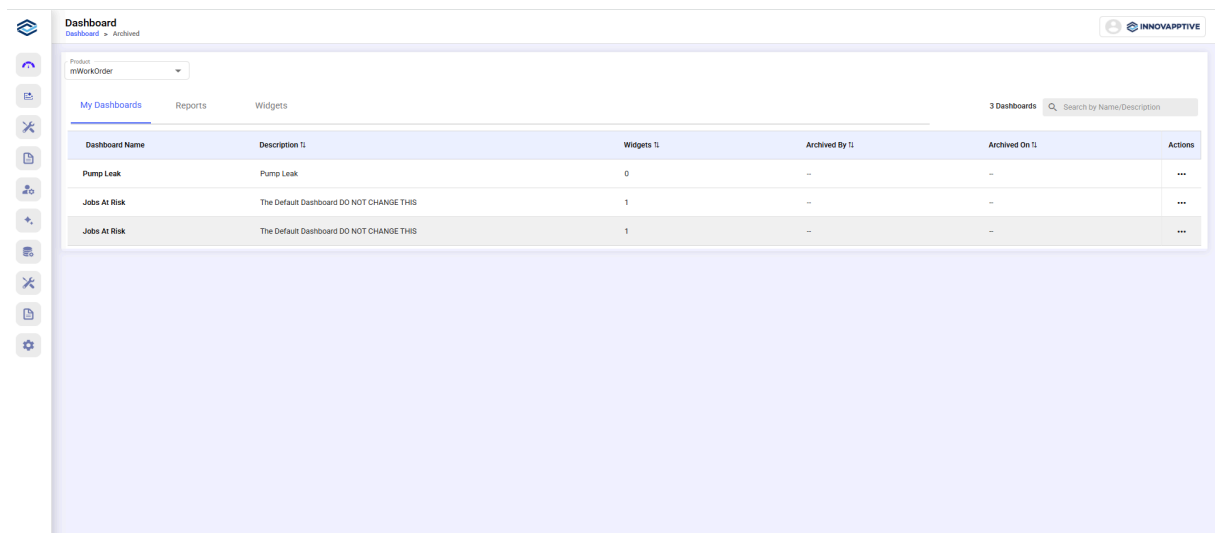 Dashboard
Dashboard > Archived
INNOVAPPTIVE
Product
mWorkOrder
My Dashboards Reports Widgets 3 Dashboards Search by Name/Description
Dashboard Name Description Widgets Archived By Archived On Actions
Pump Leak Pump Leak 0 -- --
Jobs At Risk The Default Dashboard DO NOT CHANGE THIS 1 -- --
Jobs At Risk The Default Dashboard DO NOT CHANGE THIS 1 -- --